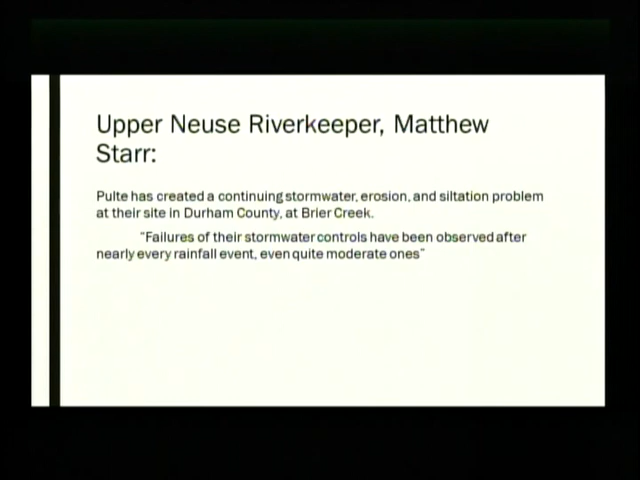 Upper Neuse Riverkeeper, Matthew
Starr:
Pulte has created a continuing stormwater, erosion, and siltation problem
at their site in Durham County, at Brier Creek.
"Failures of their stormwater controls have been observed after
nearly every rainfall event, even quite moderate ones"